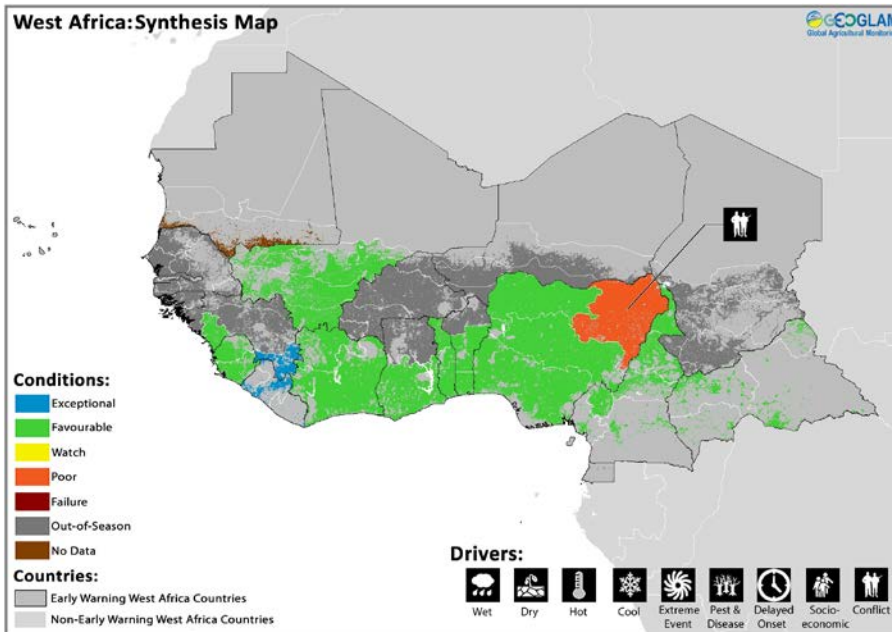 West Africa:Synthesis Map
GEOGLAM
Global Agricultural Monitoring
Conditions:
Exceptional
Favourable
Watch
Poor
Failure
Out-of-Season
No Data
Countries:
Early Warning West Africa Countries
Non-Early Warning West Africa Countries
Drivers:
Wet
Dry
Hot
Cool
Extreme
Event
Pest &
Disease
Delayed
Onset
Socio-
economic
Conflict